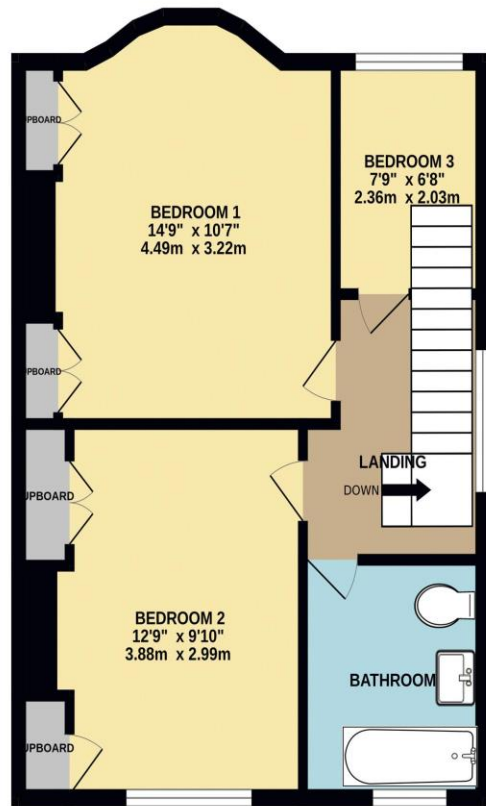 UPBOARD
BEDROOM 1
14'9" x 10'7"
4.49m x 3.22m
BEDROOM 3
7'9" x 6'8"
2.36m x 2.03m
UPBOARD
UPBOARD
LANDING
DOWN
BEDROOM 2
12'9" x 9'10"
3.88m x 2.99m
BATHROOM
UPBOARD